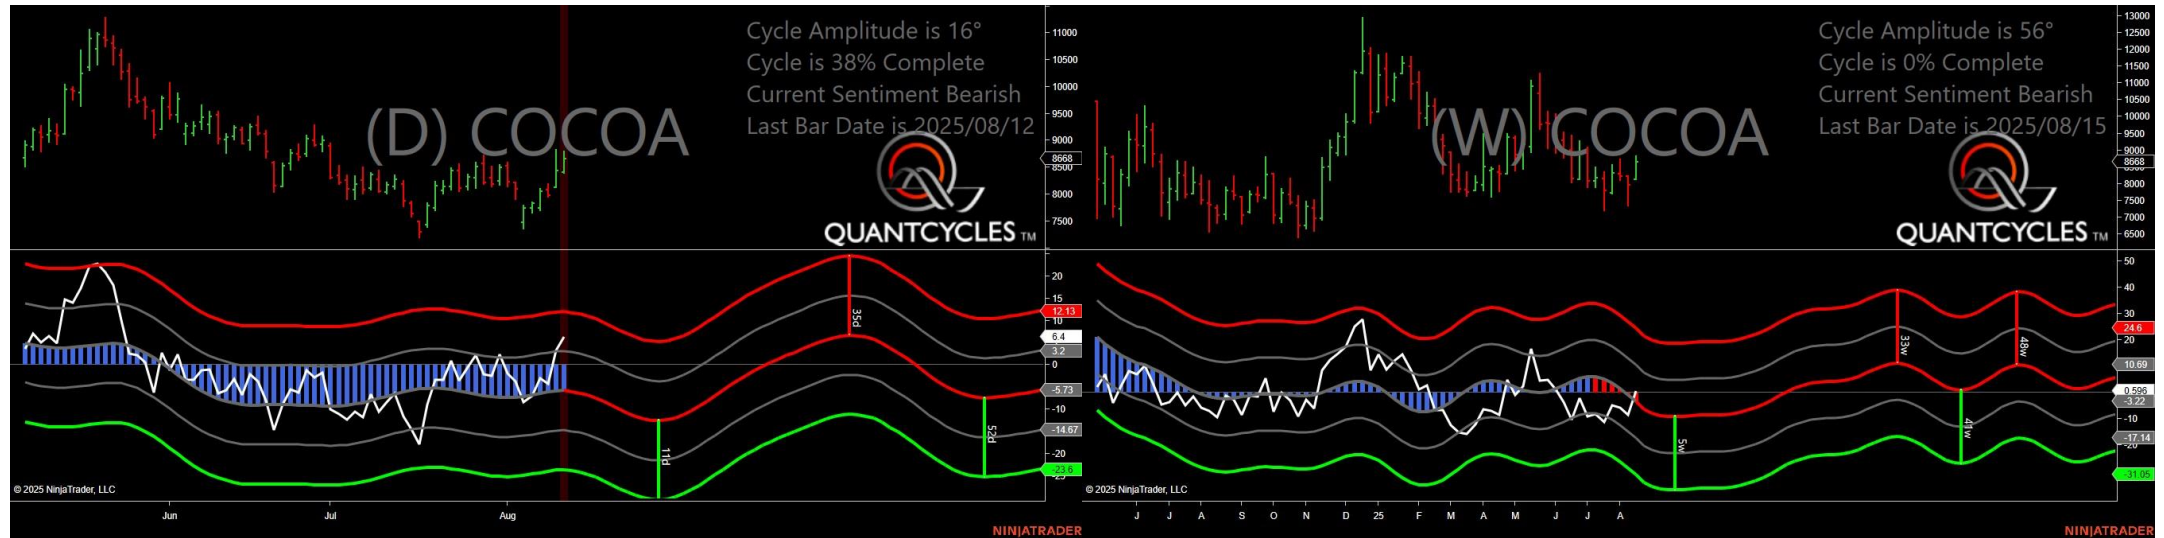 Cycle Amplitude is 16°
Cycle is 38% Complete
Current Sentiment Bearish
Last Bar Date is 2025/08/12
(D) COCOA
QUANTCYCLES TM
11000
10500
10000
9500
9000
8668
8500
8000
7500
20
15
12.13
10
6.4
3.2
0
-5.73
-10
-14.67
-20
-23.6
-25
11d
35d
52d
© 2025 NinjaTrader, LLC
Jun
Jul
Aug
NINJATRADER
Cycle Amplitude is 56°
Cycle is 0% Complete
Current Sentiment Bearish
Last Bar Date is 2025/08/15
(W) COCOA
QUANTCYCLES TM
13000
12500
12000
11500
11000
10500
10000
9500
9000
8668
8500
8000
7500
7000
6500
50
40
30
24.6
20
10.69
0.596
-3.22
-10
-17.14
-20
-31.05
5w
33w
41w
48w
© 2025 NinjaTrader, LLC
J
J
A
S
O
N
D
25
F
M
A
M
J
J
A
NINJATRADER